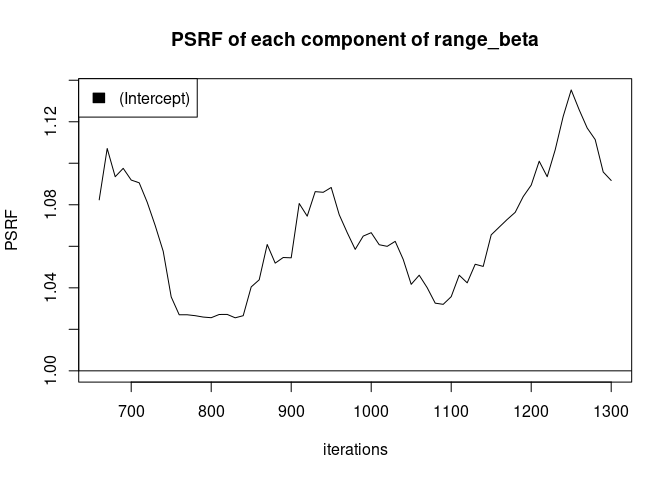 PSRF of each component of range_beta
(Intercept)
PSRF
1.12
1.08
1.04
1.00
700 800 900 1000 1100 1200 1300
iterations